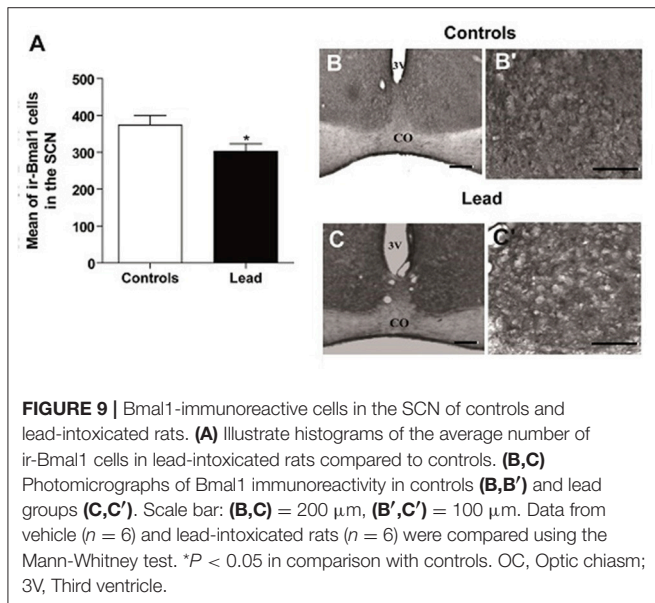 A
Mean of ir-Bmal1 cells
in the SCN
500
400
300
200
100
0
*
Controls
Lead
Controls
B
3V
CO
B'
Lead
C
3V
CO
C'
FIGURE 9 | Bmal1-immunoreactive cells in the SCN of controls and
lead-intoxicated rats. (A) Illustrate histograms of the average number of
ir-Bmal1 cells in lead-intoxicated rats compared to controls. (B,C)
Photomicrographs of Bmal1 immunoreactivity in controls (B,B′) and lead
groups (C,C′). Scale bar: (B,C) = 200 μm, (B′,C′) = 100 μm. Data from
vehicle (n = 6) and lead-intoxicated rats (n = 6) were compared using the
Mann-Whitney test. *P < 0.05 in comparison with controls. OC, Optic chiasm;
3V, Third ventricle.